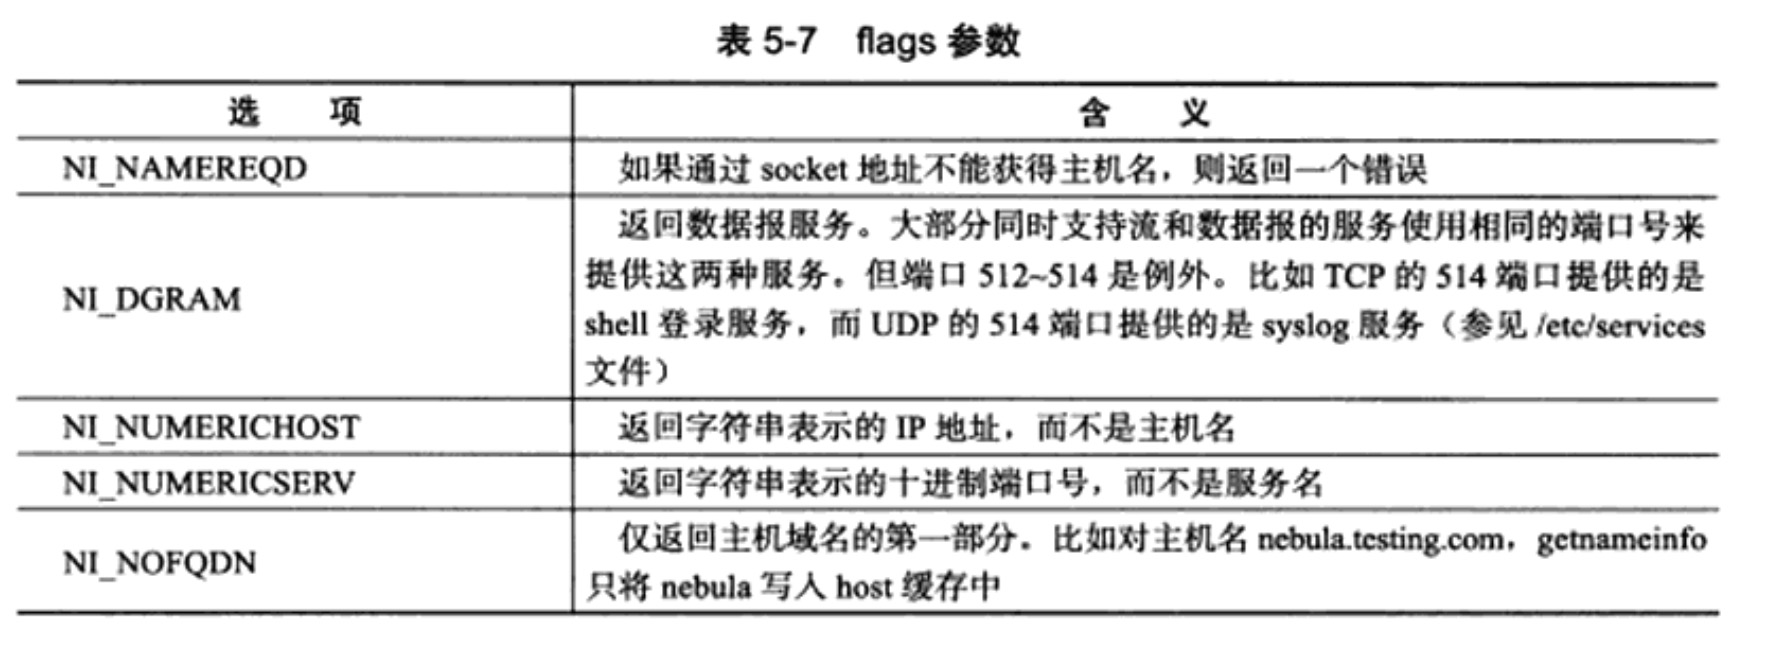 表 5-7 flags 参数
选 项 含 义
NI_NAMEREQD 如果通过 socket 地址不能获得主机名，则返回一个错误
NI_DGRAM
返回数据报服务。大部分同时支持流和数据报的服务使用相同的端口号来
提供这两种服务。但端口 512~514 是例外。比如 TCP 的 514 端口提供的是
shell 登录服务，而 UDP 的 514 端口提供的是 syslog 服务（参见 /etc/services
文件）
NI_NUMERICHOST 返回字符串表示的 IP 地址，而不是主机名
NI_NUMERICSERV 返回字符串表示的十进制端口号，而不是服务名
NI_NOFQDN
仅返回主机域名的第一部分。比如对主机名 nebula.testing.com，getnameinfo
只将 nebula 写入 host 缓存中